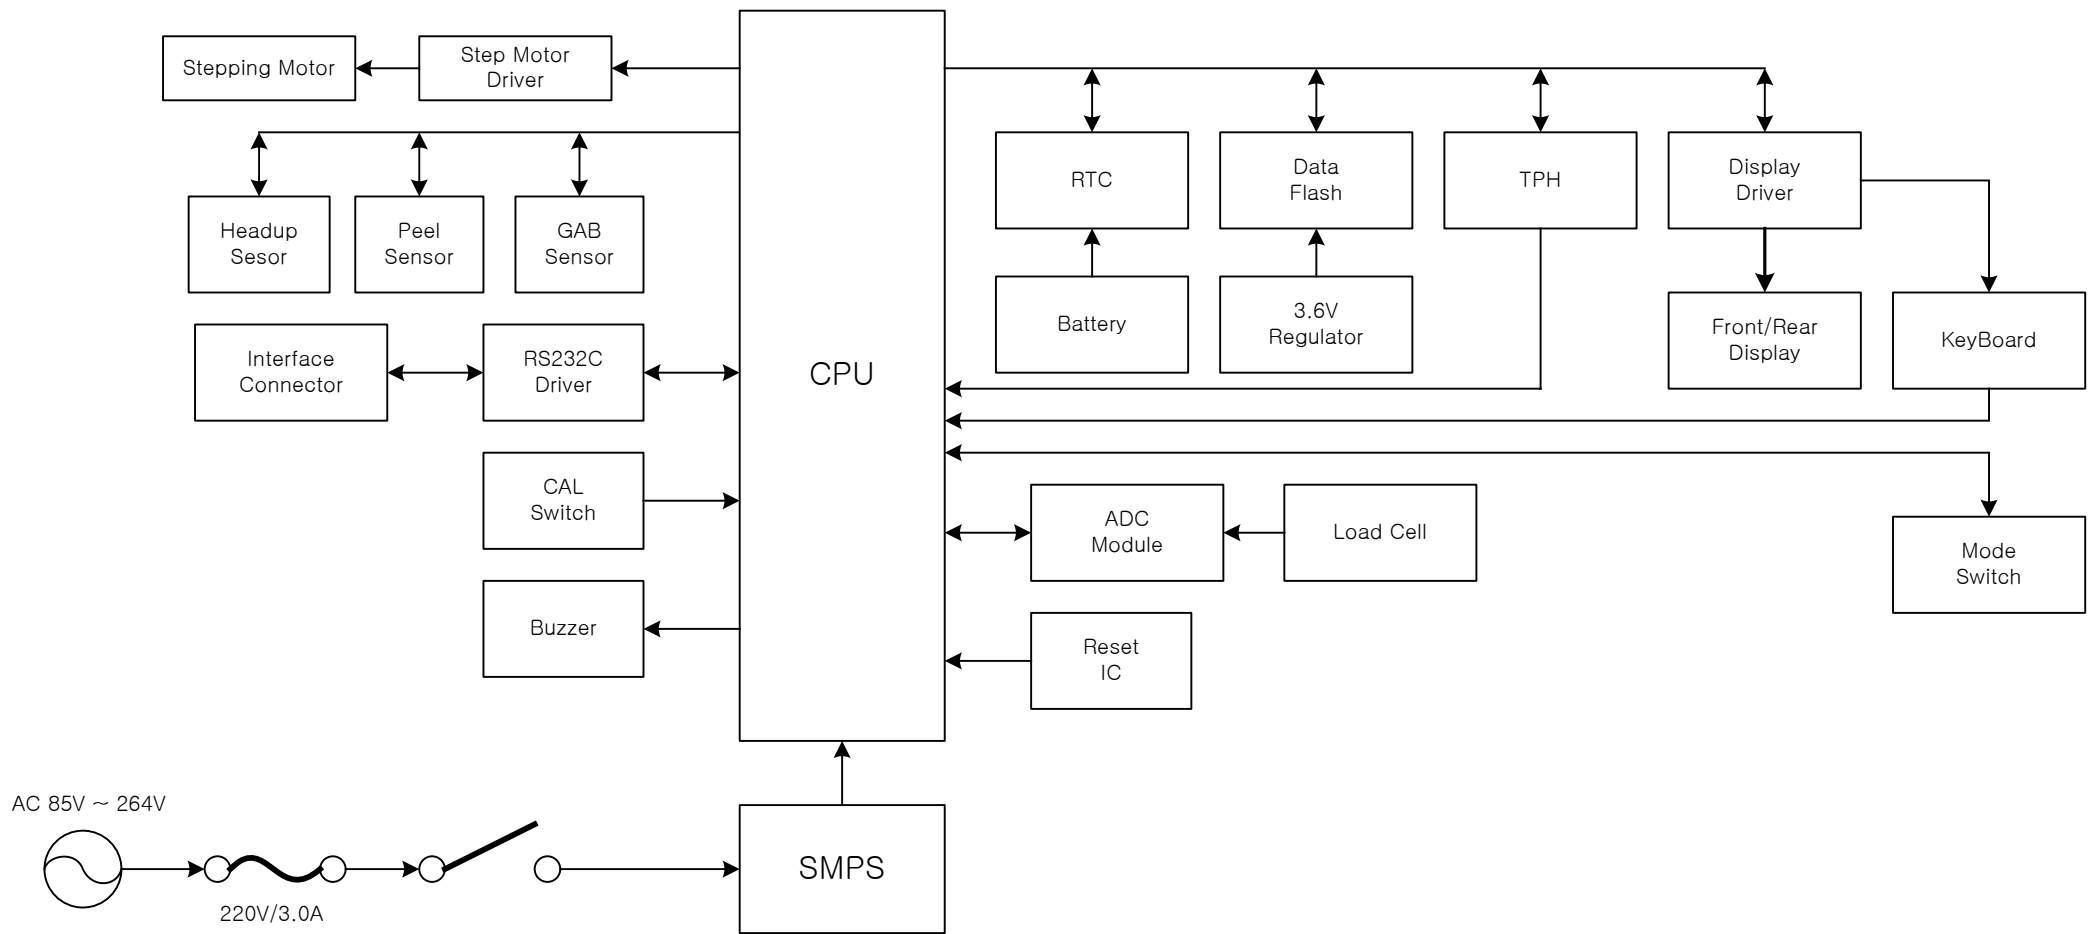 Stepping Motor
Step Motor
Driver
Headup
Sesor
Peel
Sensor
GAB
Sensor
Interface
Connector
RS232C
Driver
CAL
Switch
Buzzer
CPU
RTC
Data
Flash
TPH
Display
Driver
Battery
3.6V
Regulator
Front/Rear
Display
KeyBoard
ADC
Module
Load Cell
Mode
Switch
Reset
IC
AC 85V ~ 264V
220V/3.0A
SMPS